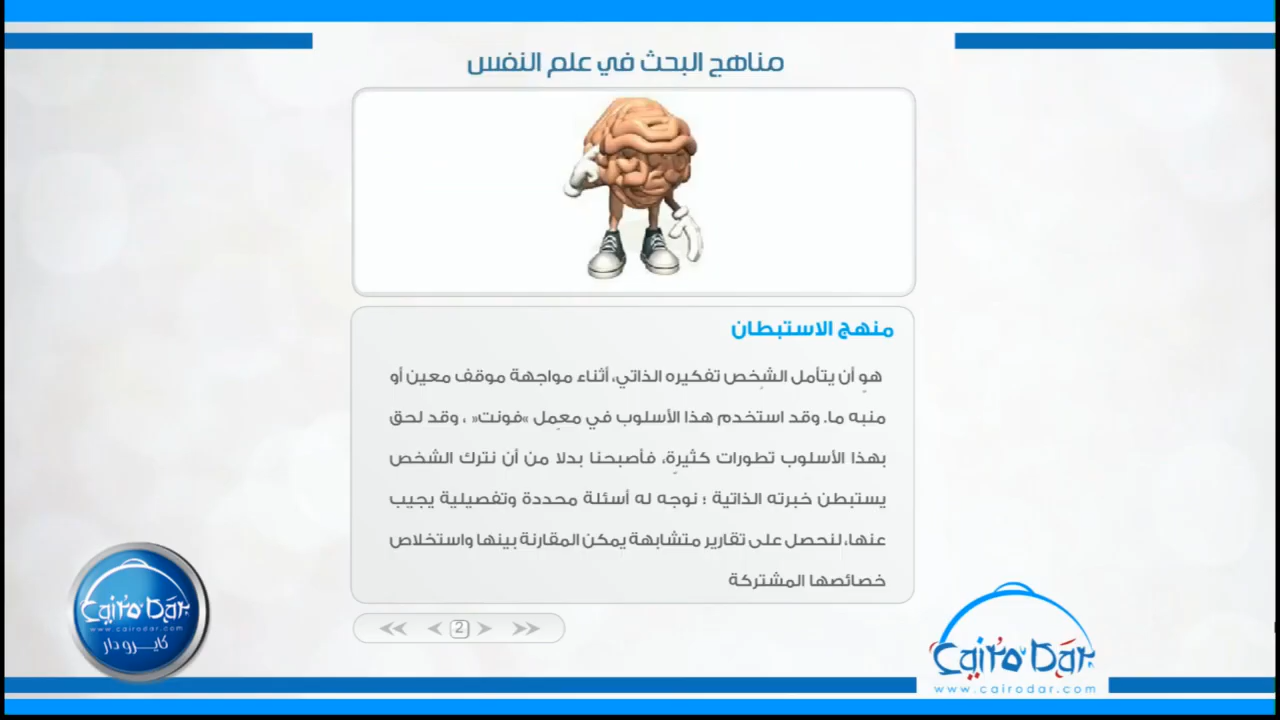 مناهج البحث في علم النفس
منهج الاستبطان
هو أن يتأمل الشخص تفكيره الذاتي، أثناء مواجهة موقف معين أو
منبه ما. وقد استخدم هذا الأسلوب في معمل «فونت» ، وقد لحق
بهذا الأسلوب تطورات كثيرة، فأصبحنا بدلا من أن نترك الشخص
يستبطن خبرته الذاتية ؛ نوجه له أسئلة محددة وتفصيلية يجيب
عنها، لنحصل على تقارير متشابهة يمكن المقارنة بينها واستخلاص
خصائصها المشتركة
2
Cairo Dar
www.cairodar.com
كايرو دار
Cairo Dar
www.cairodar.com